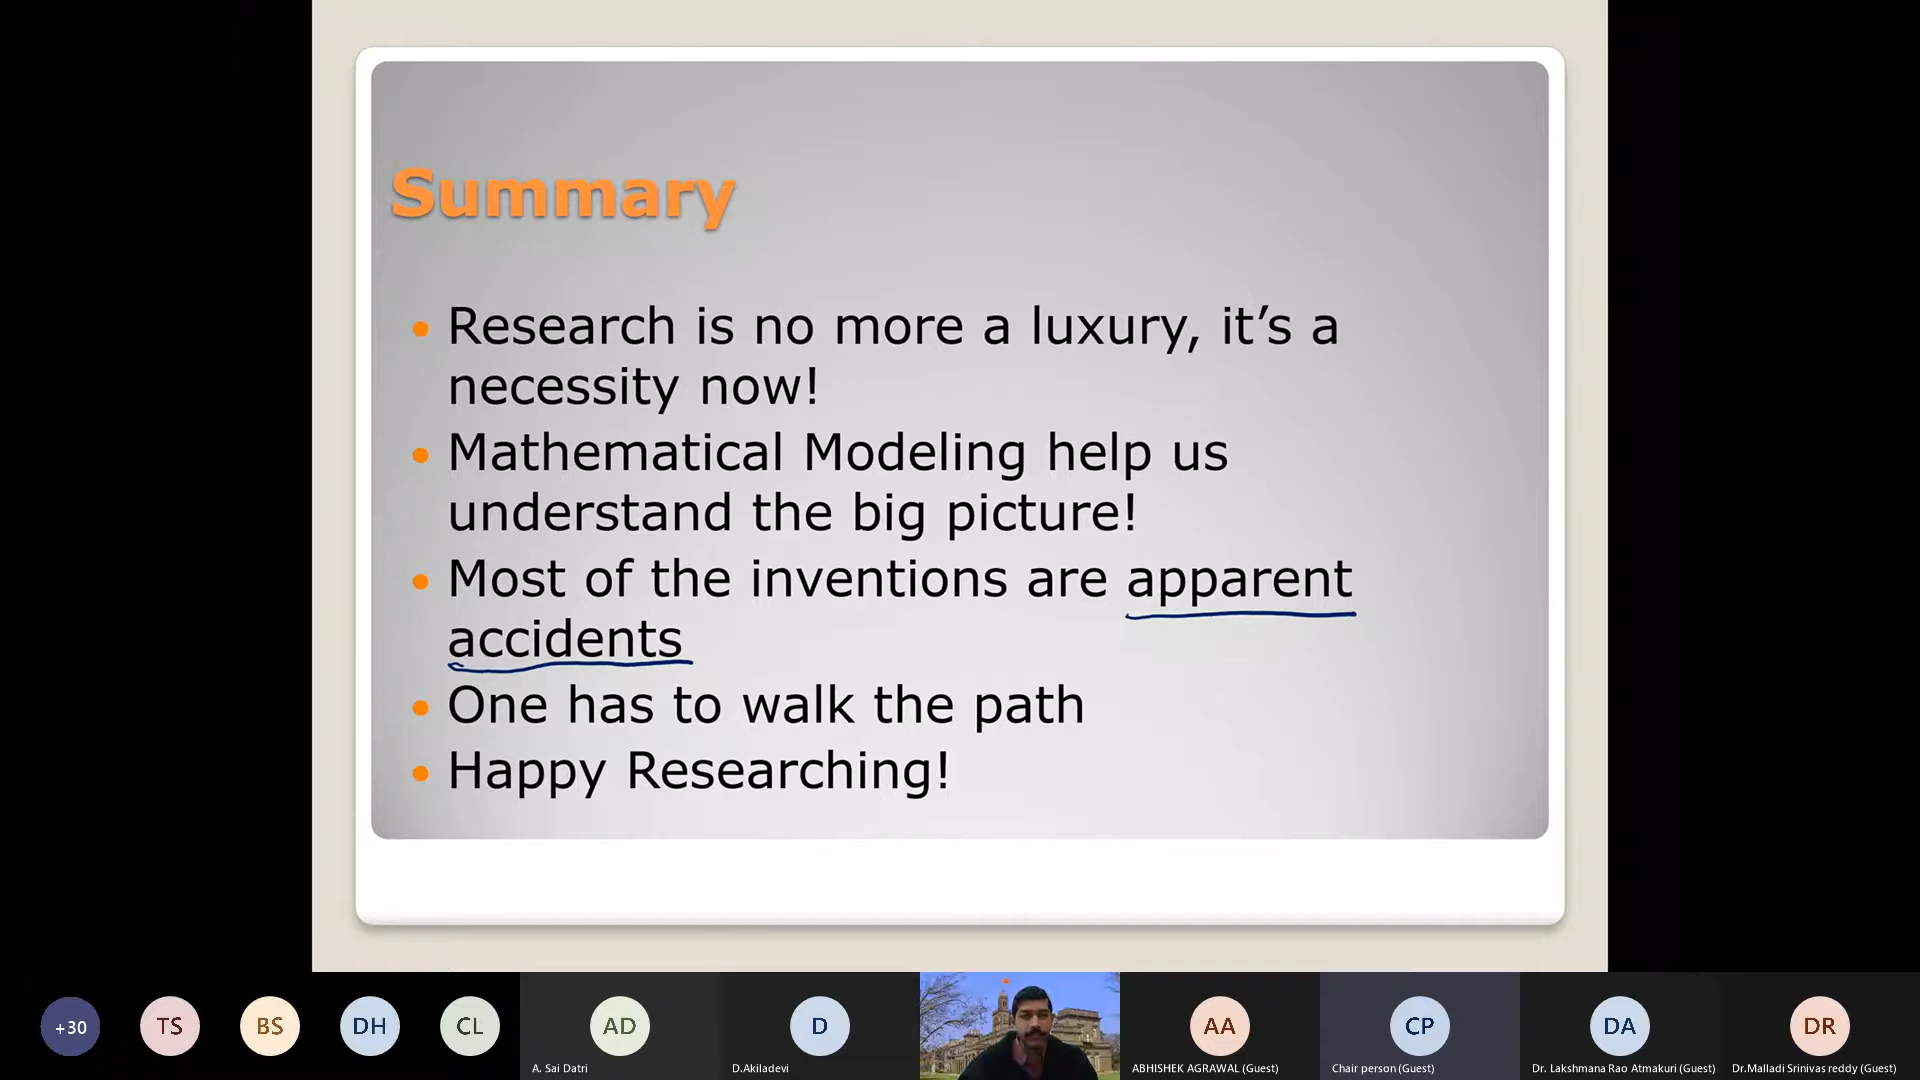 Summary
Research is no more a luxury, it’s a
necessity now!
Mathematical Modeling help us
understand the big picture!
Most of the inventions are apparent
accidents
One has to walk the path
Happy Researching!
+30
TS
BS
DH
CL
AD
A. Sai Datri
D
D.Akiladevi
AA
ABHISHEK AGRAWAL (Guest)
CP
Chair person (Guest)
DA
Dr. Lakshmana Rao Atmakuri (Guest)
DR
Dr.Malladi Srinivas reddy (Guest)